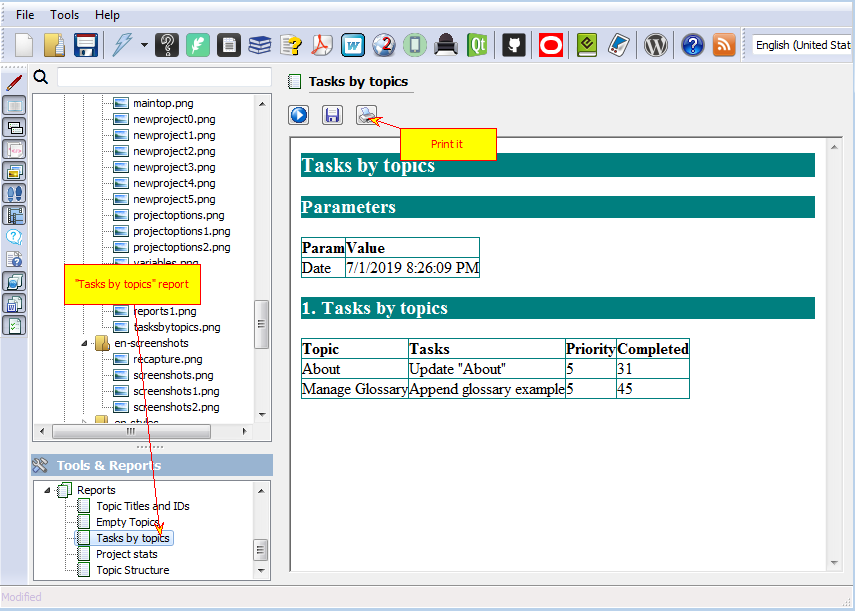 File Tools Help
English (United Stat
maintop.png
newproject0.png
newproject1.png
newproject2.png
newproject3.png
newproject4.png
newproject5.png
projectoptions.png
projectoptions1.png
projectoptions2.png
variables.png
"Tasks by topics" report
reports1.png
tasksbytopics.png
en-screenshots
recapture.png
screenshots.png
screenshots1.png
screenshots2.png
en-styles
Tools & Reports
Reports
Topic Titles and IDs
Empty Topics
Tasks by topics
Project stats
Topic Structure
Tasks by topics
Print it
Tasks by topics
Parameters
Param Value
Date 7/1/2019 8:26:09 PM
1. Tasks by topics
Topic Tasks Priority Completed
About Update "About" 5 31
Manage Glossary Append glossary example 5 45
Modified